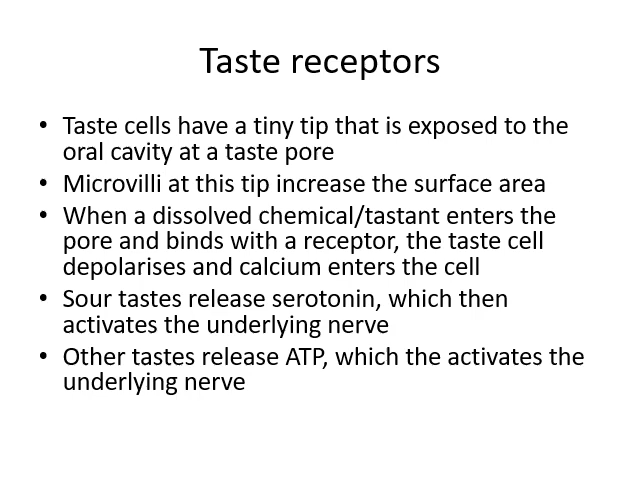 Taste receptors
• Taste cells have a tiny tip that is exposed to the
oral cavity at a taste pore
• Microvilli at this tip increase the surface area
• When a dissolved chemical/tastant enters the
pore and binds with a receptor, the taste cell
depolarises and calcium enters the cell
• Sour tastes release serotonin, which then
activates the underlying nerve
• Other tastes release ATP, which the activates the
underlying nerve